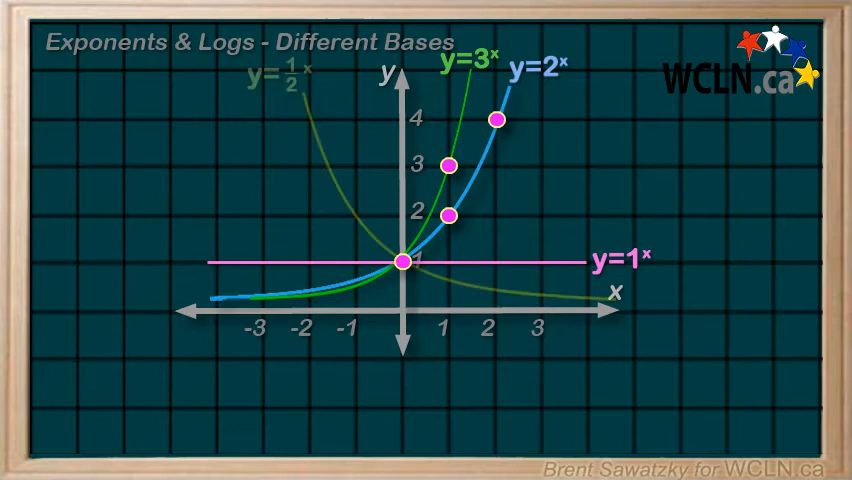 Exponents & Logs - Different Bases
WCLN.ca
y=½ˣ
y
y=3ˣ
y=2ˣ
4
3
2
1
y=1ˣ
x
-3 -2 -1 1 2 3
Brent Sawatzky for WCLN.ca